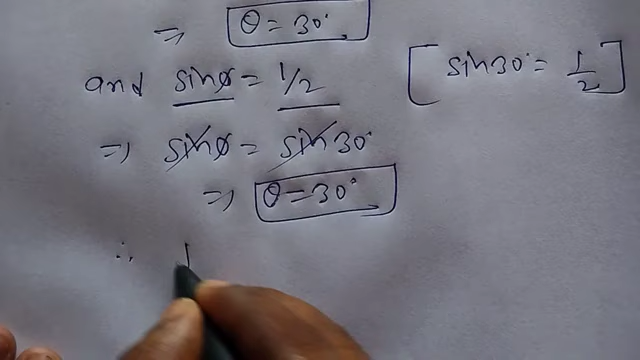 ⇒ θ = 30°
and sinθ = 1/2 [sin30° = 1/2]
⇒ sinθ = sin30°
⇒ θ = 30°
∴